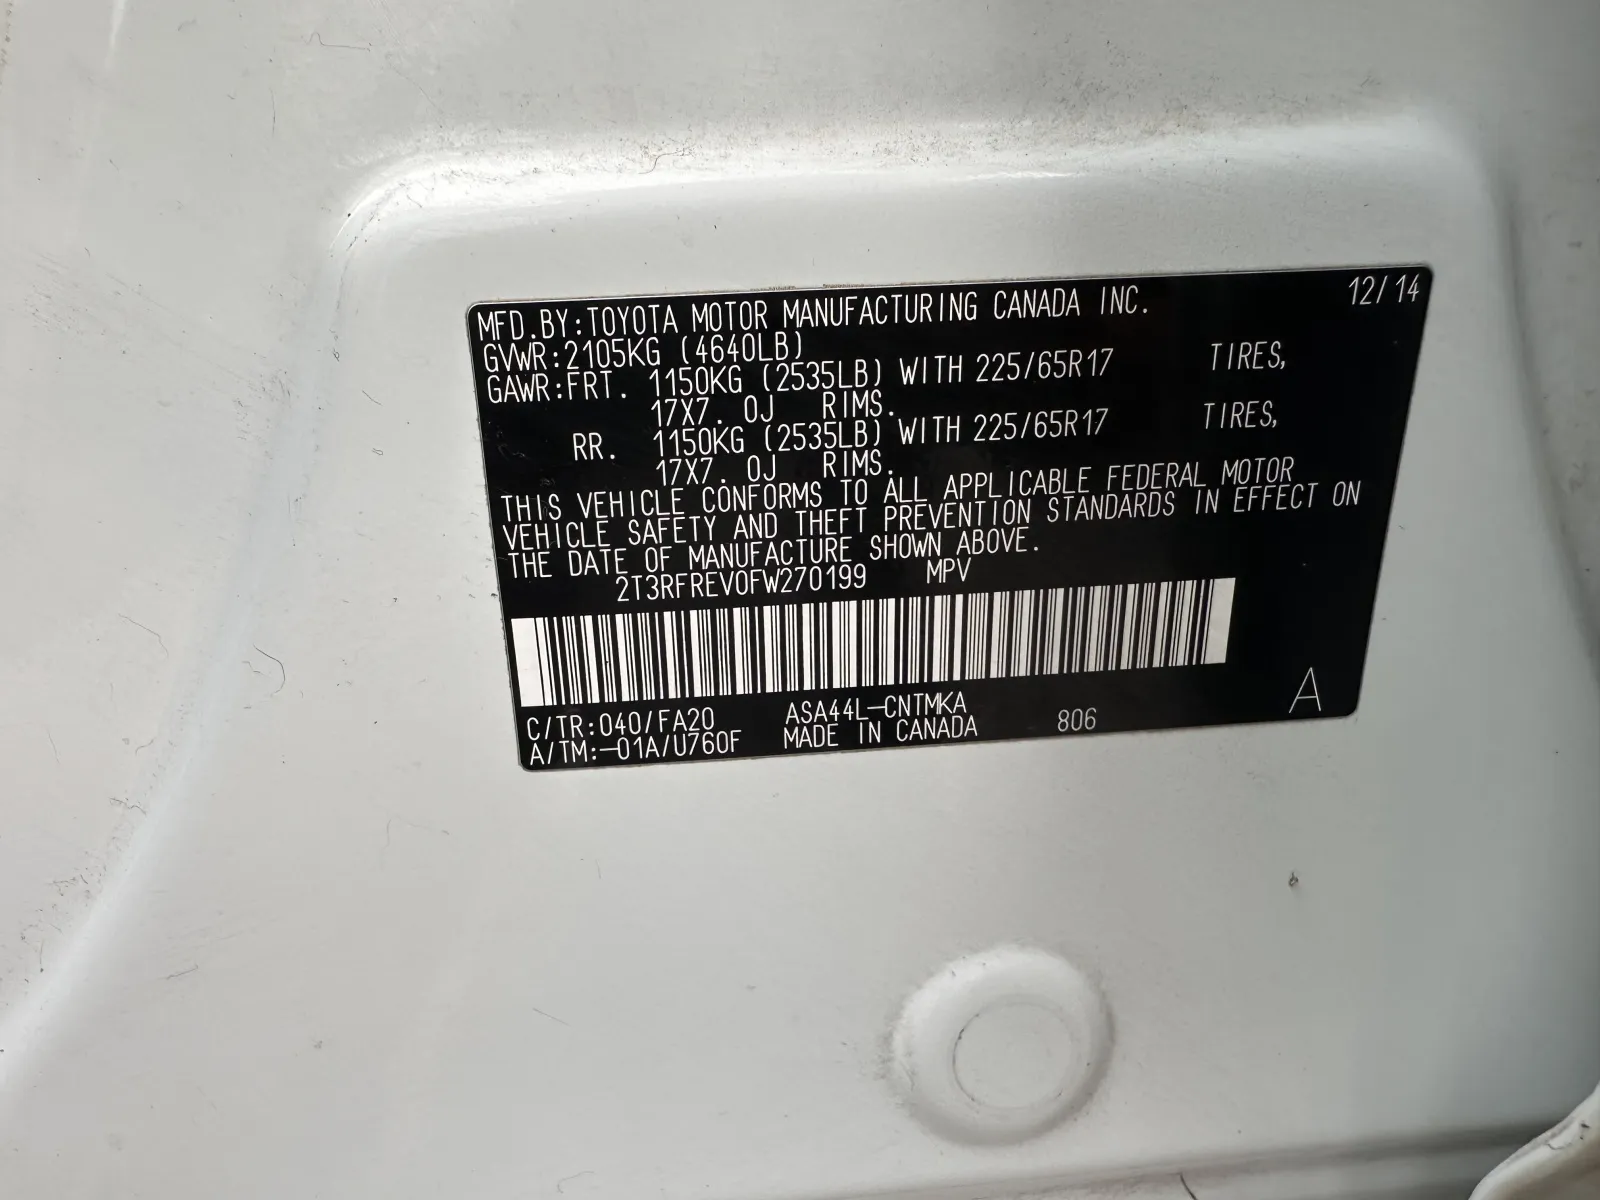 MFD.BY:TOYOTA MOTOR MANUFACTURING CANADA INC. 12/14
GVWR:2105KG (4640LB)
GAWR:FRT. 1150KG (2535LB) WITH 225/65R17 TIRES,
17X7. 0J RIMS.
RR. 1150KG (2535LB) WITH 225/65R17 TIRES,
17X7. 0J RIMS.
THIS VEHICLE CONFORMS TO ALL APPLICABLE FEDERAL MOTOR
VEHICLE SAFETY AND THEFT PREVENTION STANDARDS IN EFFECT ON
THE DATE OF MANUFACTURE SHOWN ABOVE.
2T3RFREV0FW270199 MPV
C/TR:040/FA20 ASA44L-CNTMKA
A/TM:-01A/U760F MADE IN CANADA 806 A